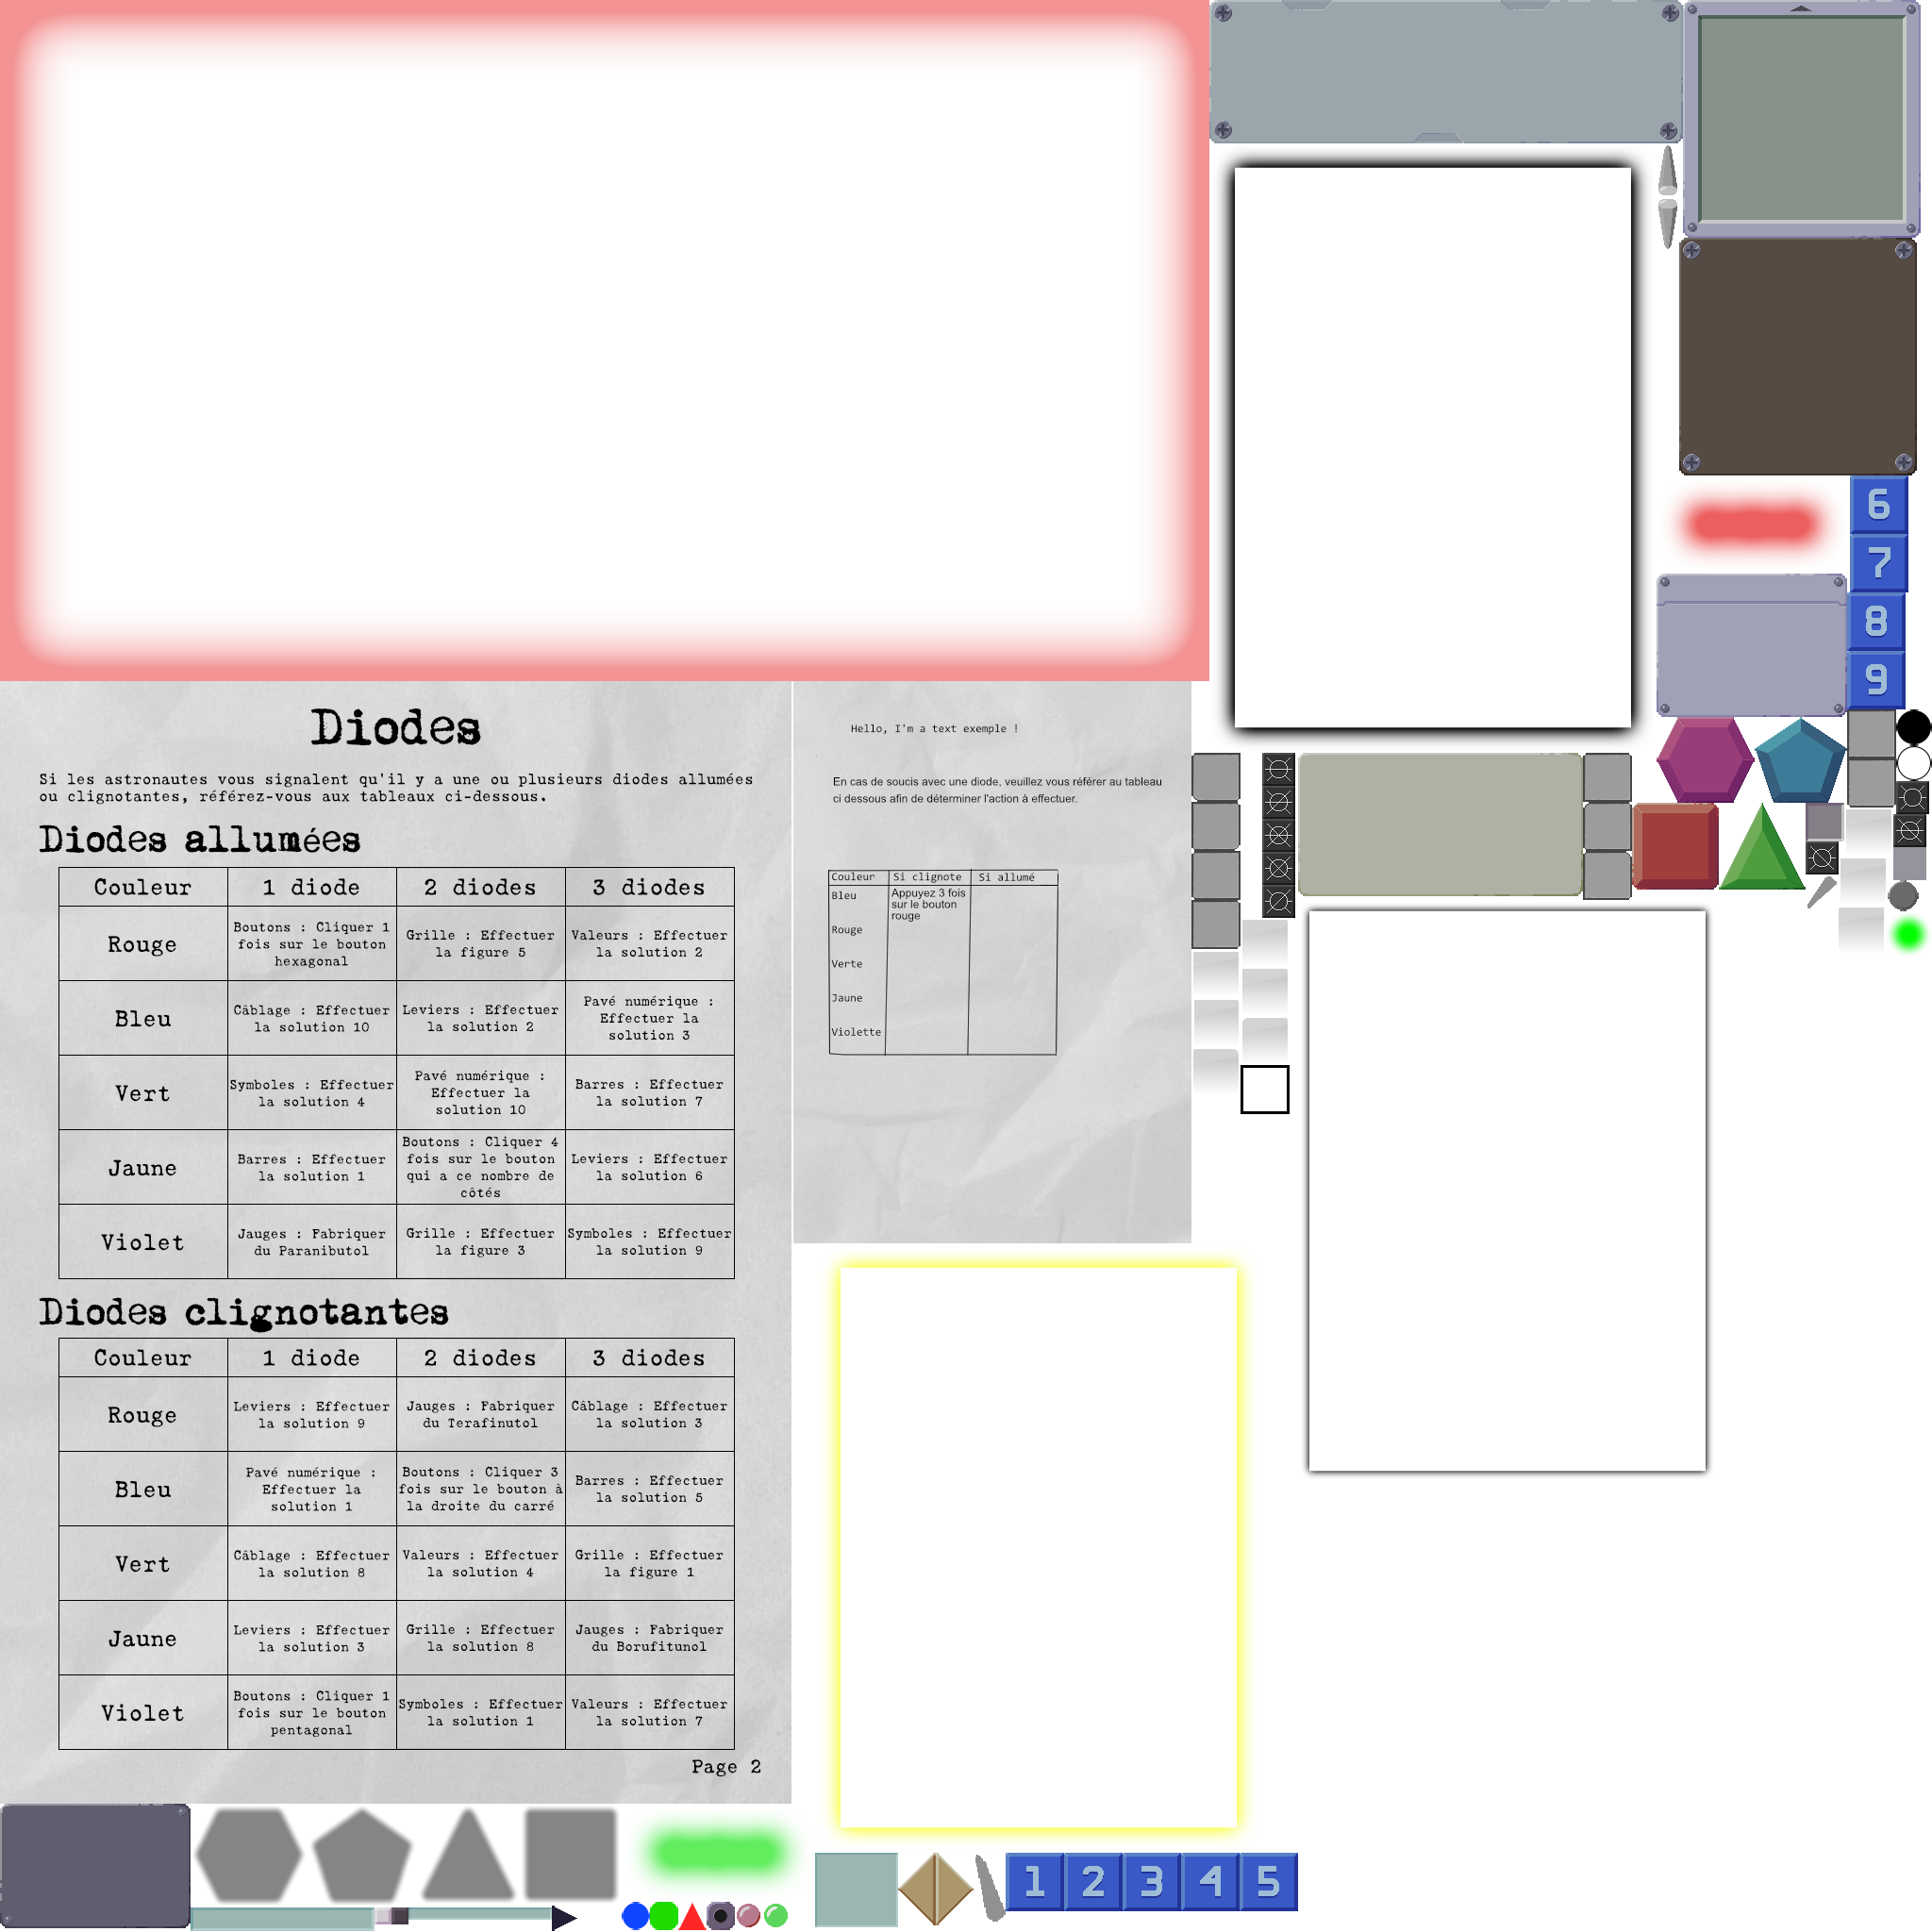 Diodes
Si les astronautes vous signalent qu'il y a une ou plusieurs diodes allumées
ou clignotantes, référez-vous aux tableaux ci-dessous.
Diodes allumées
Couleur 1 diode 2 diodes 3 diodes
Rouge
Boutons : Cliquer 1
fois sur le bouton
hexagonal
Grille : Effectuer
la figure 5
Valeurs : Effectuer
la solution 2
Bleu
Câblage : Effectuer
la solution 10
Leviers : Effectuer
la solution 2
Pavé numérique :
Effectuer la
solution 3
Vert
Symboles : Effectuer
la solution 4
Pavé numérique :
Effectuer la
solution 10
Barres : Effectuer
la solution 7
Jaune
Barres : Effectuer
la solution 1
Boutons : Cliquer 4
fois sur le bouton
qui a ce nombre de
côtés
Leviers : Effectuer
la solution 6
Violet
Jauges : Fabriquer
du Paranibutol
Grille : Effectuer
la figure 3
Symboles : Effectuer
la solution 9
Diodes clignotantes
Couleur 1 diode 2 diodes 3 diodes
Rouge
Leviers : Effectuer
la solution 9
Jauges : Fabriquer
du Terafinutol
Câblage : Effectuer
la solution 3
Bleu
Pavé numérique :
Effectuer la
solution 1
Boutons : Cliquer 3
fois sur le bouton à
la droite du carré
Barres : Effectuer
la solution 5
Vert
Câblage : Effectuer
la solution 8
Valeurs : Effectuer
la solution 4
Grille : Effectuer
la figure 1
Jaune
Leviers : Effectuer
la solution 3
Grille : Effectuer
la solution 8
Jauges : Fabriquer
du Borufitunol
Violet
Boutons : Cliquer 1
fois sur le bouton
pentagonal
Symboles : Effectuer
la solution 1
Valeurs : Effectuer
la solution 7
Page 2
Hello, I'm a text exemple !
En cas de soucis avec une diode, veuillez vous référer au tableau
ci dessous afin de déterminer l'action à effectuer.
Couleur Si clignote Si allumé
Bleu
Appuyez 3 fois
sur le bouton
rouge
Rouge
Verte
Jaune
Violette
6
7
8
9
1 2 3 4 5